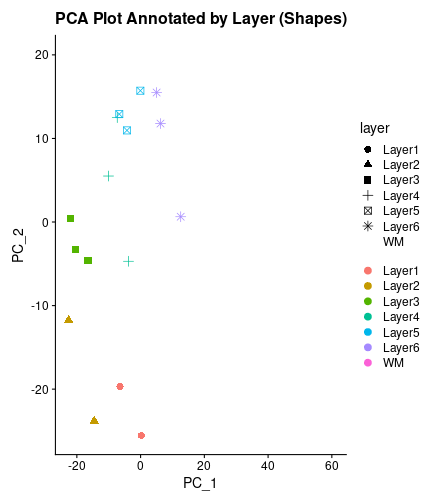 PCA Plot Annotated by Layer (Shapes)
20
10
0
-10
-20
PC_2
-20
0
20
40
60
PC_1
layer
Layer1
Layer2
Layer3
Layer4
Layer5
Layer6
WM
Layer1
Layer2
Layer3
Layer4
Layer5
Layer6
WM